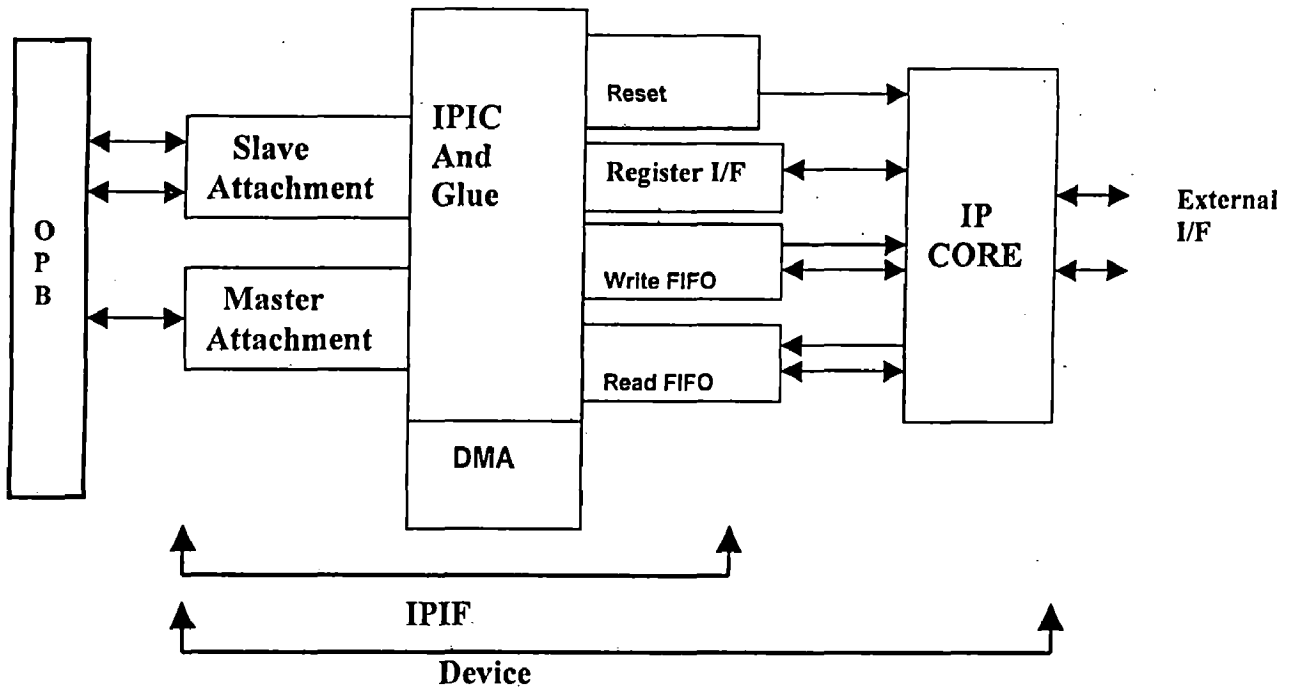 O
P
B
Slave
Attachment
Master
Attachment
IPIC
And
Glue
DMA
Reset
Register I/F
Write FIFO
Read FIFO
IP
CORE
External
I/F
IPIF
Device